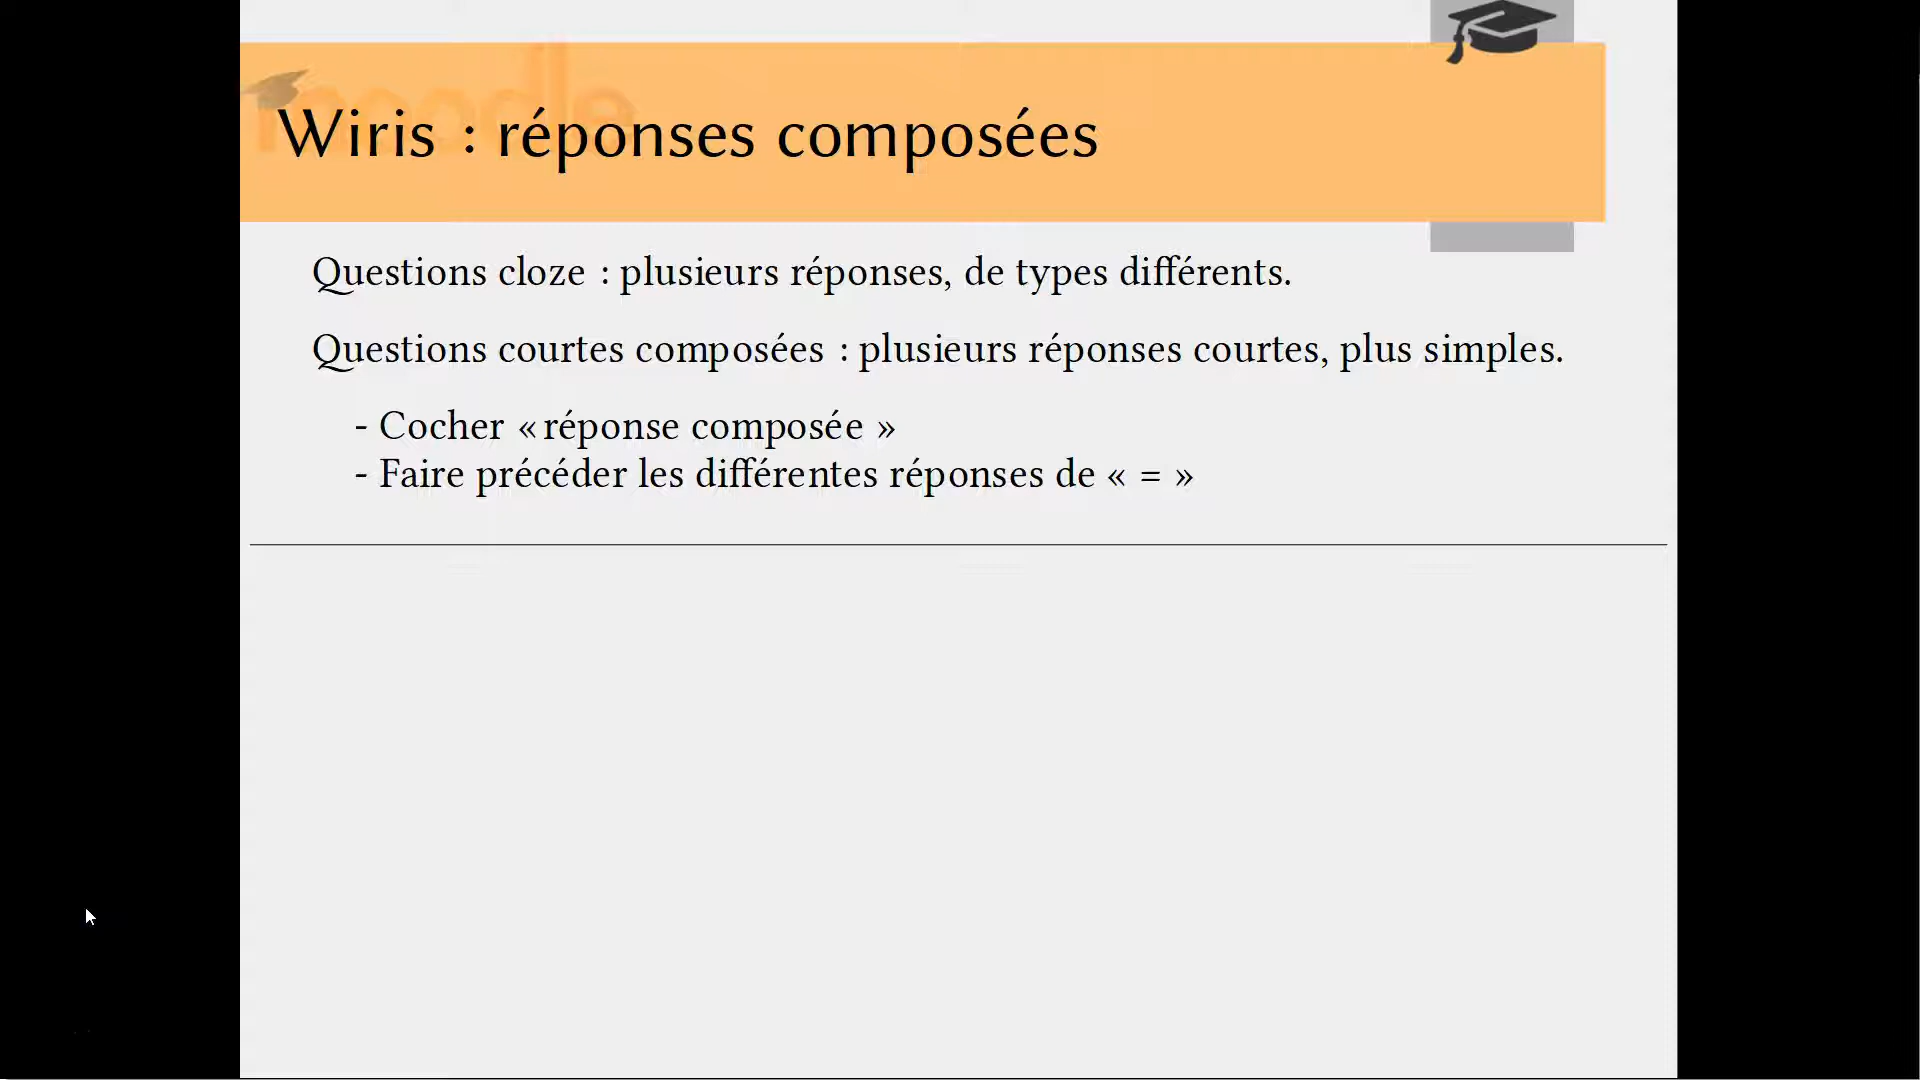 moodle
Wiris : réponses composées
Questions cloze : plusieurs réponses, de types différents.
Questions courtes composées : plusieurs réponses courtes, plus simples.
- Cocher « réponse composée »
- Faire précéder les différentes réponses de « = »